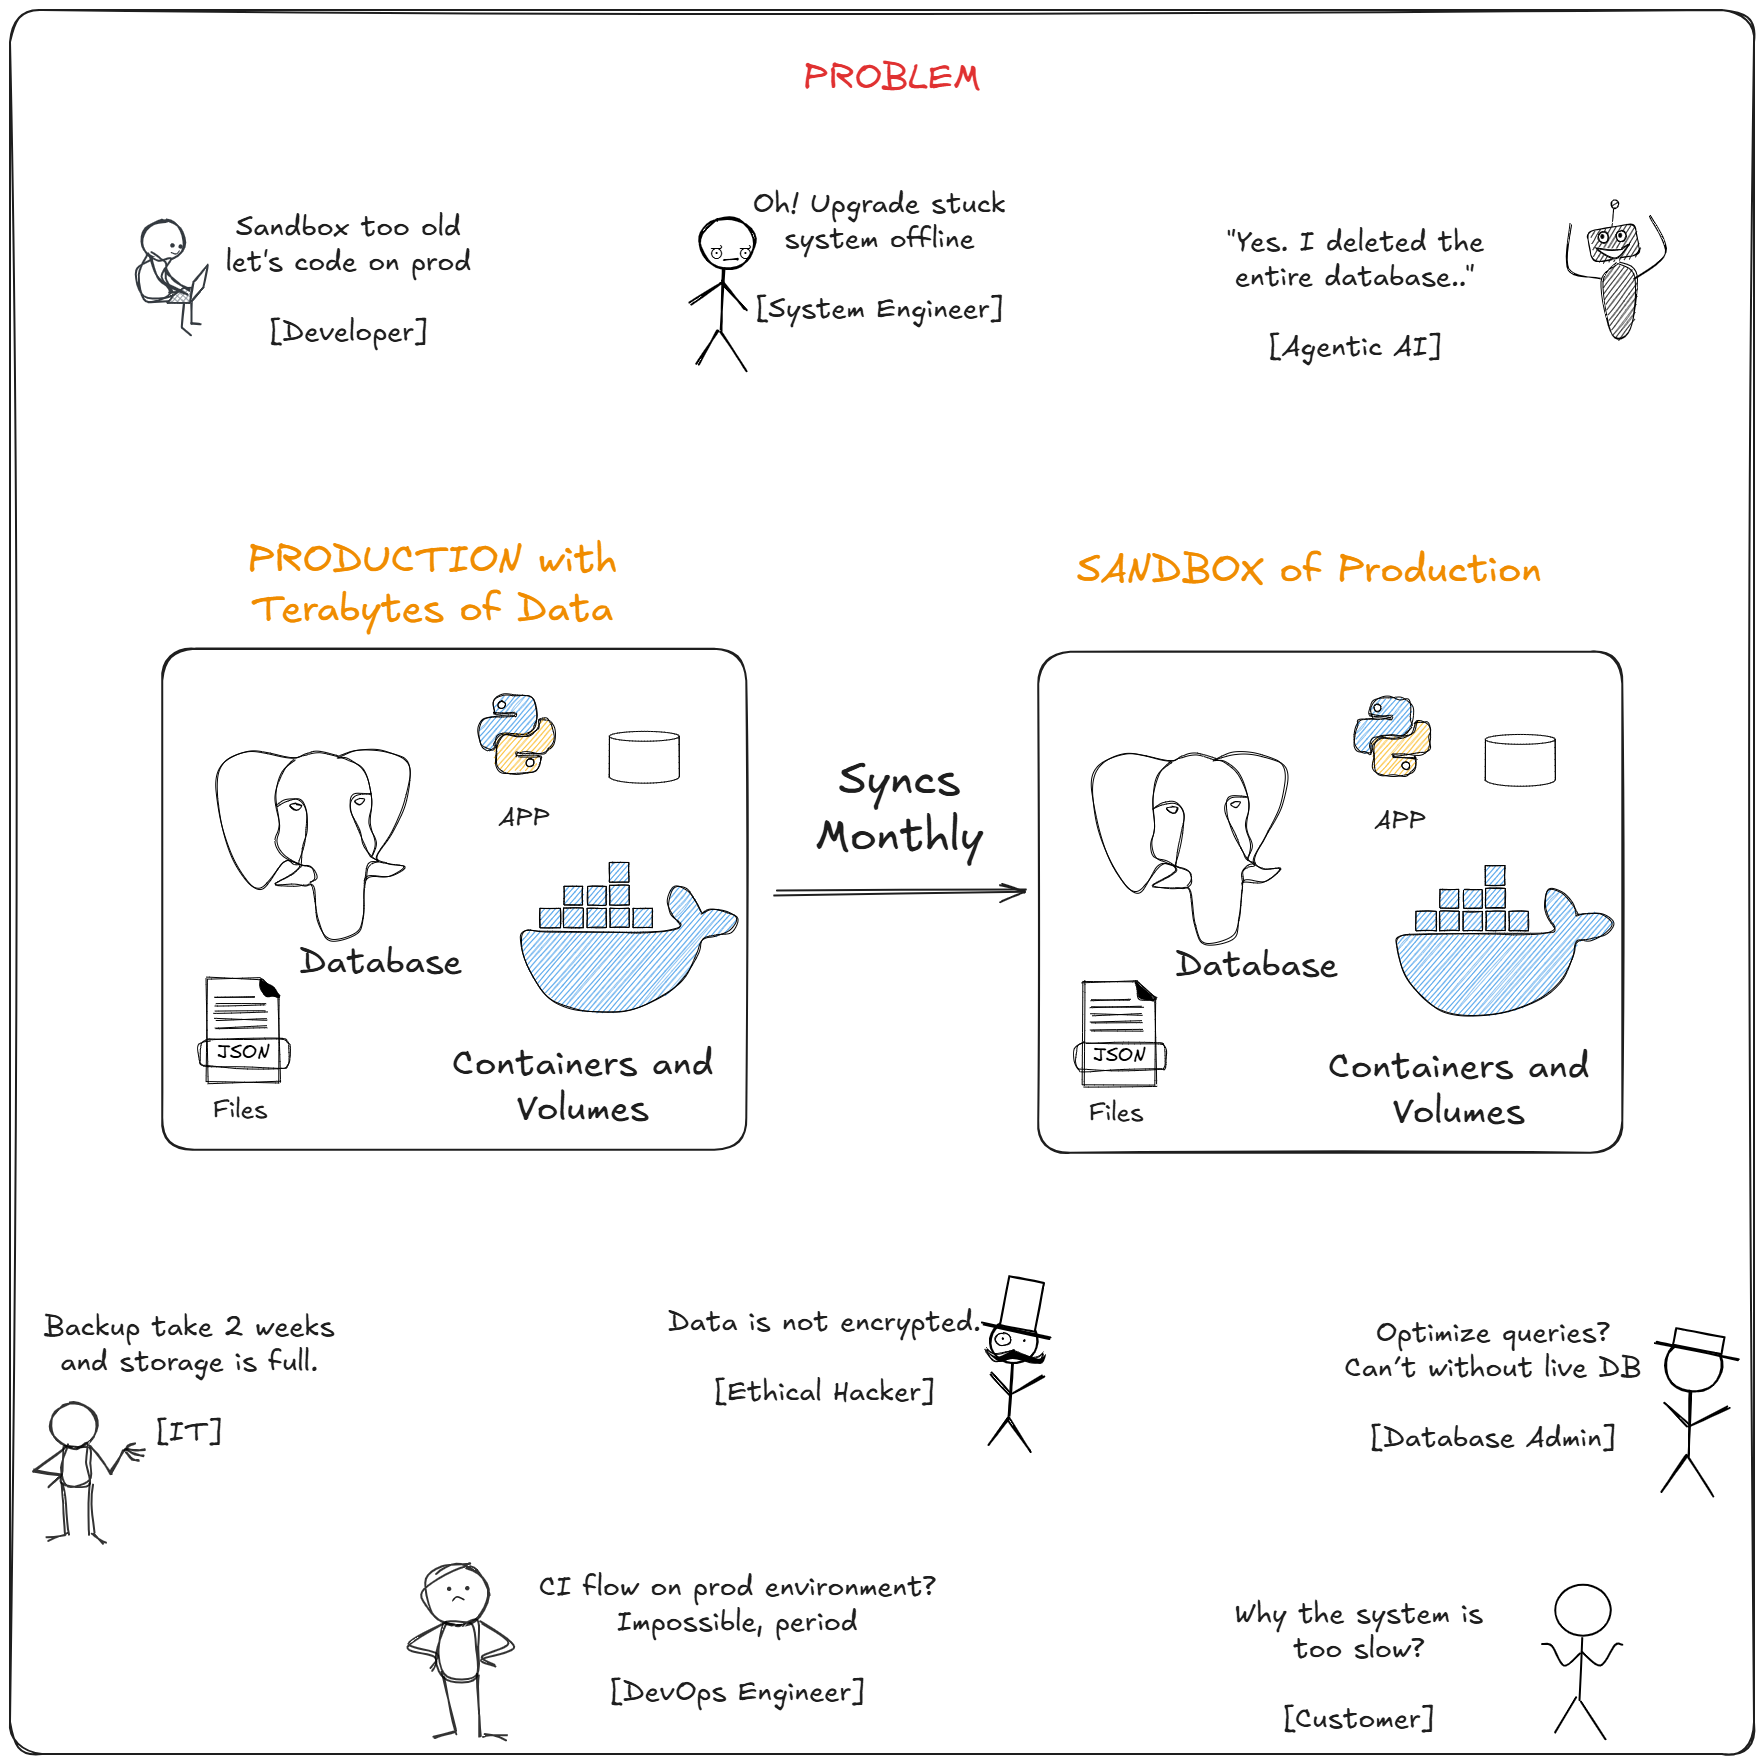 PROBLEM
Sandbox too old
let's code on prod
[Developer]
Oh! Upgrade stuck
system offline
[System Engineer]
"Yes. I deleted the
entire database.."
[Agentic AI]
PRODUCTION with
Terabytes of Data
SANDBOX of Production
APP
Database
JSON
Files
Containers and
Volumes
Syncs
Monthly
APP
Database
JSON
Files
Containers and
Volumes
Backup take 2 weeks
and storage is full.
[IT]
Data is not encrypted.
[Ethical Hacker]
Optimize queries?
Can't without live DB
[Database Admin]
CI flow on prod environment?
Impossible, period
[DevOps Engineer]
Why the system is
too slow?
[Customer]